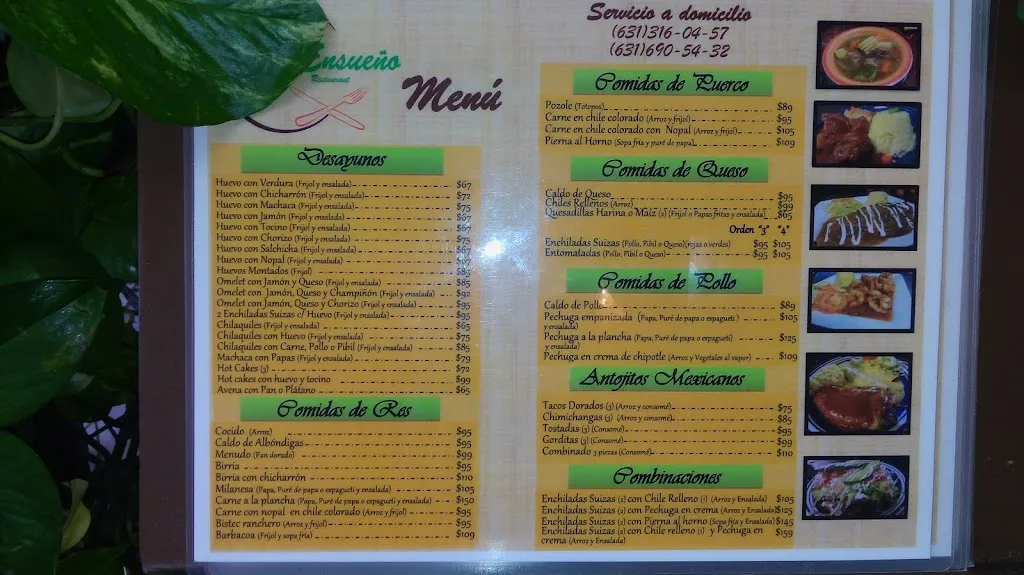 Ensueño
Restaurant
Menú
Desayunos
Huevo con Verdura (Frijol y ensalada) $67
Huevo con Chicharrón (Frijol y ensalada) $72
Huevo con Machaca (Frijol y ensalada) $75
Huevo con Jamón (Frijol y ensalada) $67
Huevo con Tocino (Frijol y ensalada) $67
Huevo con Chorizo (Frijol y ensalada) $75
Huevo con Salchicha (Frijol y ensalada) $67
Huevo con Nopal (Frijol y ensalada) $67
Huevos Montados (Frijol) $85
Omelet con Jamón y Queso (Frijol y ensalada) $85
Omelet con Jamón, Queso y Champiñón (Frijol y ensalada) $92
Omelet con Jamón, Queso y Chorizo (Frijol y ensalada) $95
2 Enchiladas Suizas c/ Huevo (Frijol y ensalada) $95
Chilaquiles (Frijol y ensalada) $65
Chilaquiles con Huevo (Frijol y ensalada) $75
Chilaquiles con Carne, Pollo o Pibil (Frijol y ensalada) $85
Machaca con Papas (Frijol y ensalada) $79
Hot Cakes (3) $72
Hot cakes con huevo y tocino $99
Avena con Pan o Plátano $65
Comidas de Res
Cocido (Arroz) $95
Caldo de Albóndigas $95
Menudo (Pan dorado) $99
Birria $95
Birria con chicharrón $110
Milanesa (Papa, Puré de papa o espagueti y ensalada) $105
Carne a la plancha (Papa, Puré de papa o espagueti y ensalada) $150
Carne con nopal en chile colorado (Arroz y frijol) $95
Bistec ranchero (Arroz y frijol) $95
Barbacoa (Frijol y sopa fría) $109
Servicio a domicilio
(631)316-04-57
(631)690-54-32
Comidas de Puerco
Pozole (Totopos) $89
Carne en chile colorado (Arroz y frijol) $95
Carne en chile colorado con Nopal (Arroz y frijol) $105
Pierna al Horno (Sopa fría y puré de papa) $109
Comidas de Queso
Caldo de Queso $95
Chiles Rellenos (Arroz) $99
Quesadillas Harina o Maíz (3) (Frijol o Papas fritas y ensalada) $65
Orden "3" "4"
Enchiladas Suizas (Pollo, Pibil o Queso)(rojas o verdes) $95 $105
Entomatadas (Pollo, Pibil o Queso) $95 $105
Comidas de Pollo
Caldo de Pollo $89
Pechuga empanizada (Papa, Puré de papa o espagueti $105
y ensalada)
Pechuga a la plancha (Papa, Puré de papa o espagueti) $125
y ensalada)
Pechuga en crema de chipotle (Arroz y Vegetales al vapor) $109
Antojitos Mexicanos
Tacos Dorados (3) (Arroz y consomé) $75
Chimichangas (3) (Arroz y consomé) $85
Tostadas (3) (Consomé) $95
Gorditas (3) (Consomé) $99
Combinado 3 piezas (Consomé) $110
Combinaciones
Enchiladas Suizas (2) con Chile Relleno (1) (Arroz y Ensalada) $105
Enchiladas Suizas (2) con Pechuga en crema (Arroz y Ensalada) $125
Enchiladas Suizas (2) con Pierna al horno (Sopa fría y Ensalada) $145
Enchiladas Suizas (2) con Chile relleno (1) y Pechuga en $159
crema (Arroz y Ensalada)